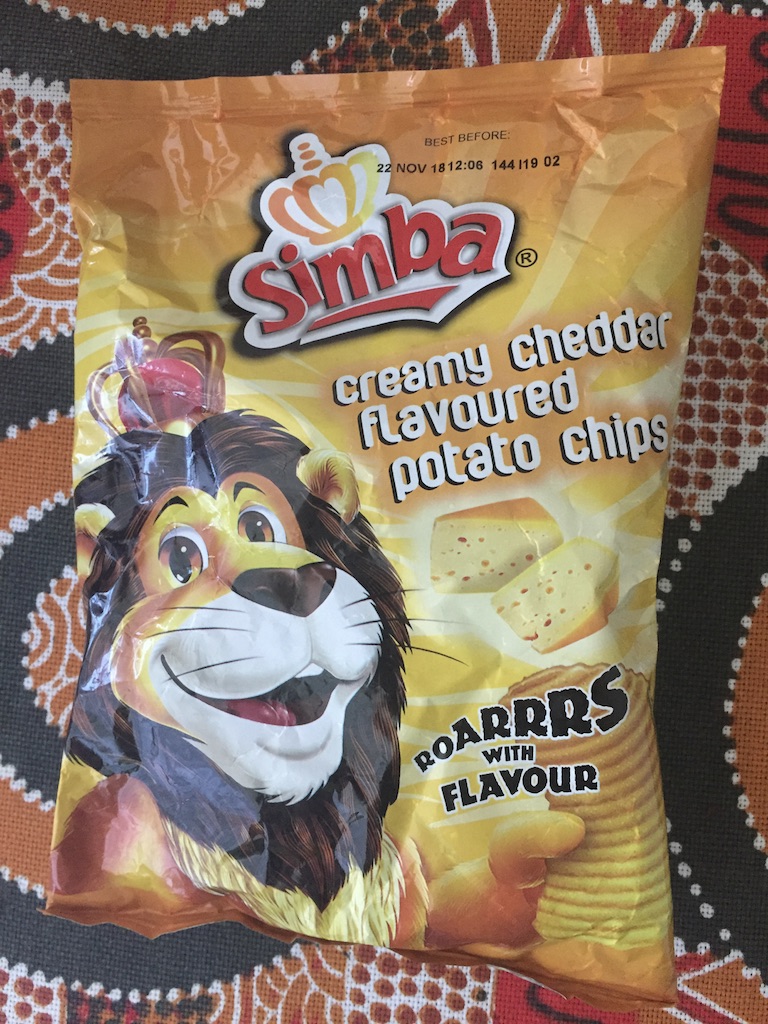 BEST BEFORE:
22 NOV 18 12:06 144 I19 02
Simba®
creamy cheddar
flavoured
potato chips
ROARRRS
WITH
FLAVOUR